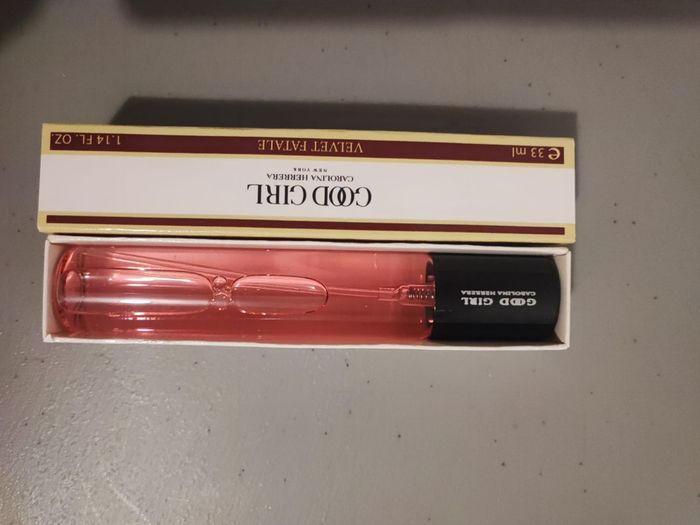 GOOD GIRL
CAROLINA HERRERA
NEW YORK
VELVET FATALE
e 33 ml
1.14 FL. OZ.
GOOD GIRL
CAROLINA HERRERA